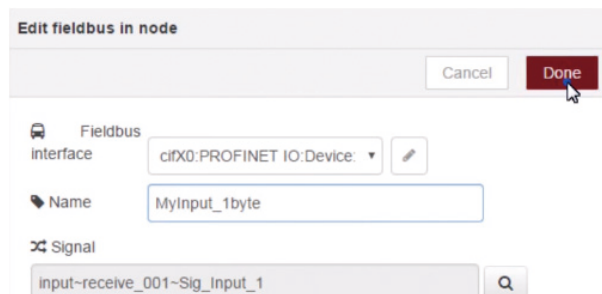 Edit fieldbus in node
Cancel Done
Fieldbus
interface cifX0:PROFINET IO:Device:
Name MyInput_1byte
Signal
input~receive_001~Sig_Input_1